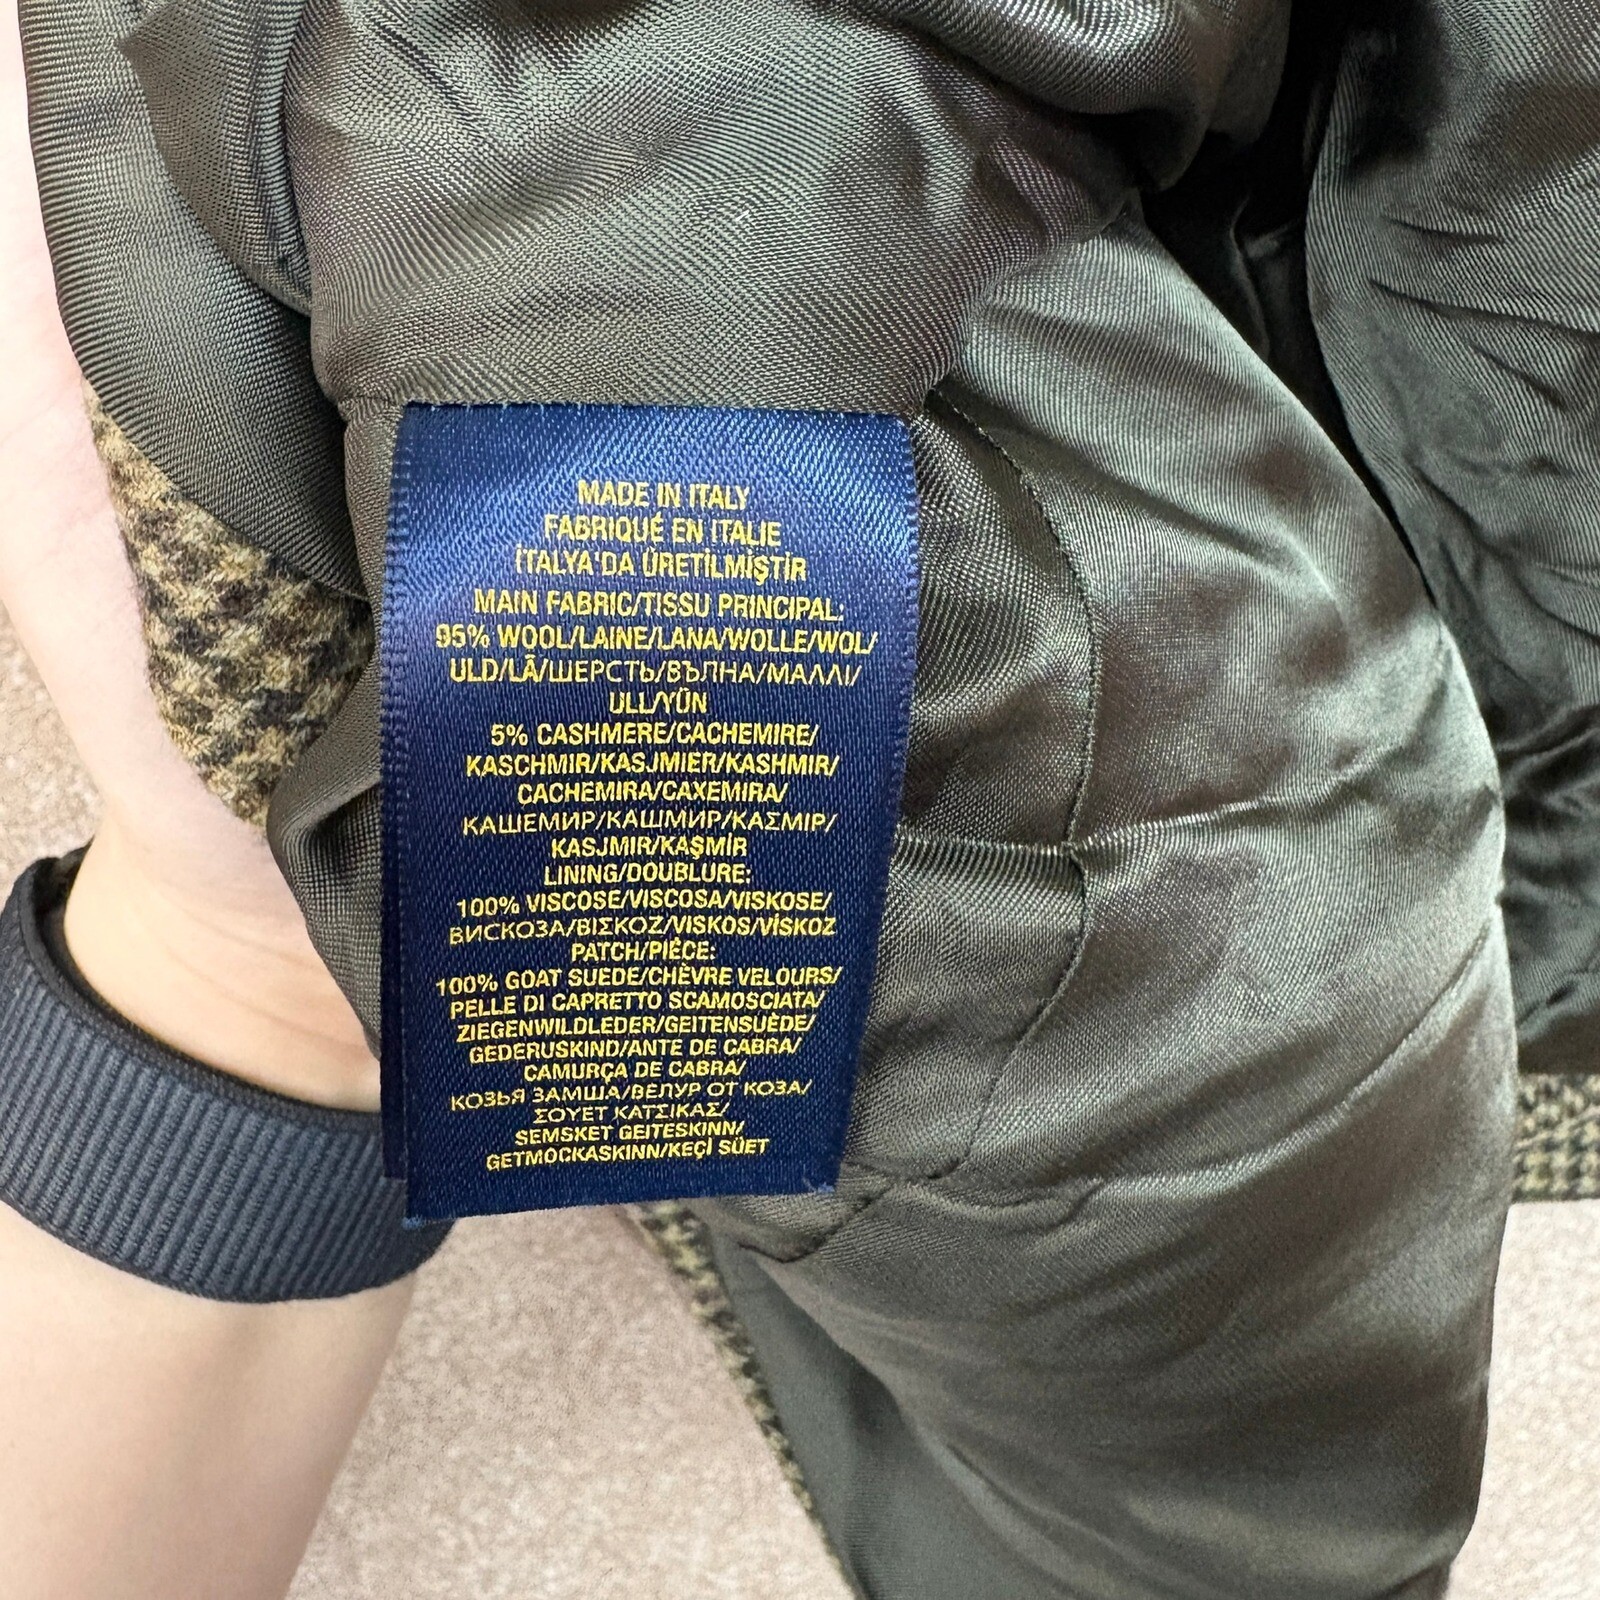 MADE IN ITALY
FABRIQUÉ EN ITALIE
İTALYA'DA ÜRETİLMİŞTİR
MAIN FABRIC/TISSU PRINCIPAL:
95% WOOL/LAINE/LANA/WOLLE/WOL/
ULD/LÃ/ШЕРСТЬ/ВЪЛНА/ΜΑΛΛΙ/
ULL/YÜN
5% CASHMERE/CACHEMIRE/
KASCHMIR/KASJMIER/KASHMIR/
CACHEMIRA/CAXEMIRA/
КАШЕМИР/КАШМИР/ΚΑΣΜΙΡ/
KASJMIR/KAŞMİR
LINING/DOUBLURE:
100% VISCOSE/VISCOSA/VISKOSE/
ВИСКОЗА/ΒΙΣΚΟΖ/VISKOS/VİSKOZ
PATCH/PIÈCE:
100% GOAT SUEDE/CHÈVRE VELOURS/
PELLE DI CAPRETTO SCAMOSCIATA/
ZIEGENWILDLEDER/GEITENSUÈDE/
GEDERUSKIND/ANTE DE CABRA/
CAMURÇA DE CABRA/
КОЗЬЯ ЗАМША/ВЕЛУР ОТ КОЗА/
ΣΟΥΕΤ ΚΑΤΣΙΚΑΣ/
SEMSKET GEITESKINN/
GETMOCKASKINN/KEÇİ SÜET